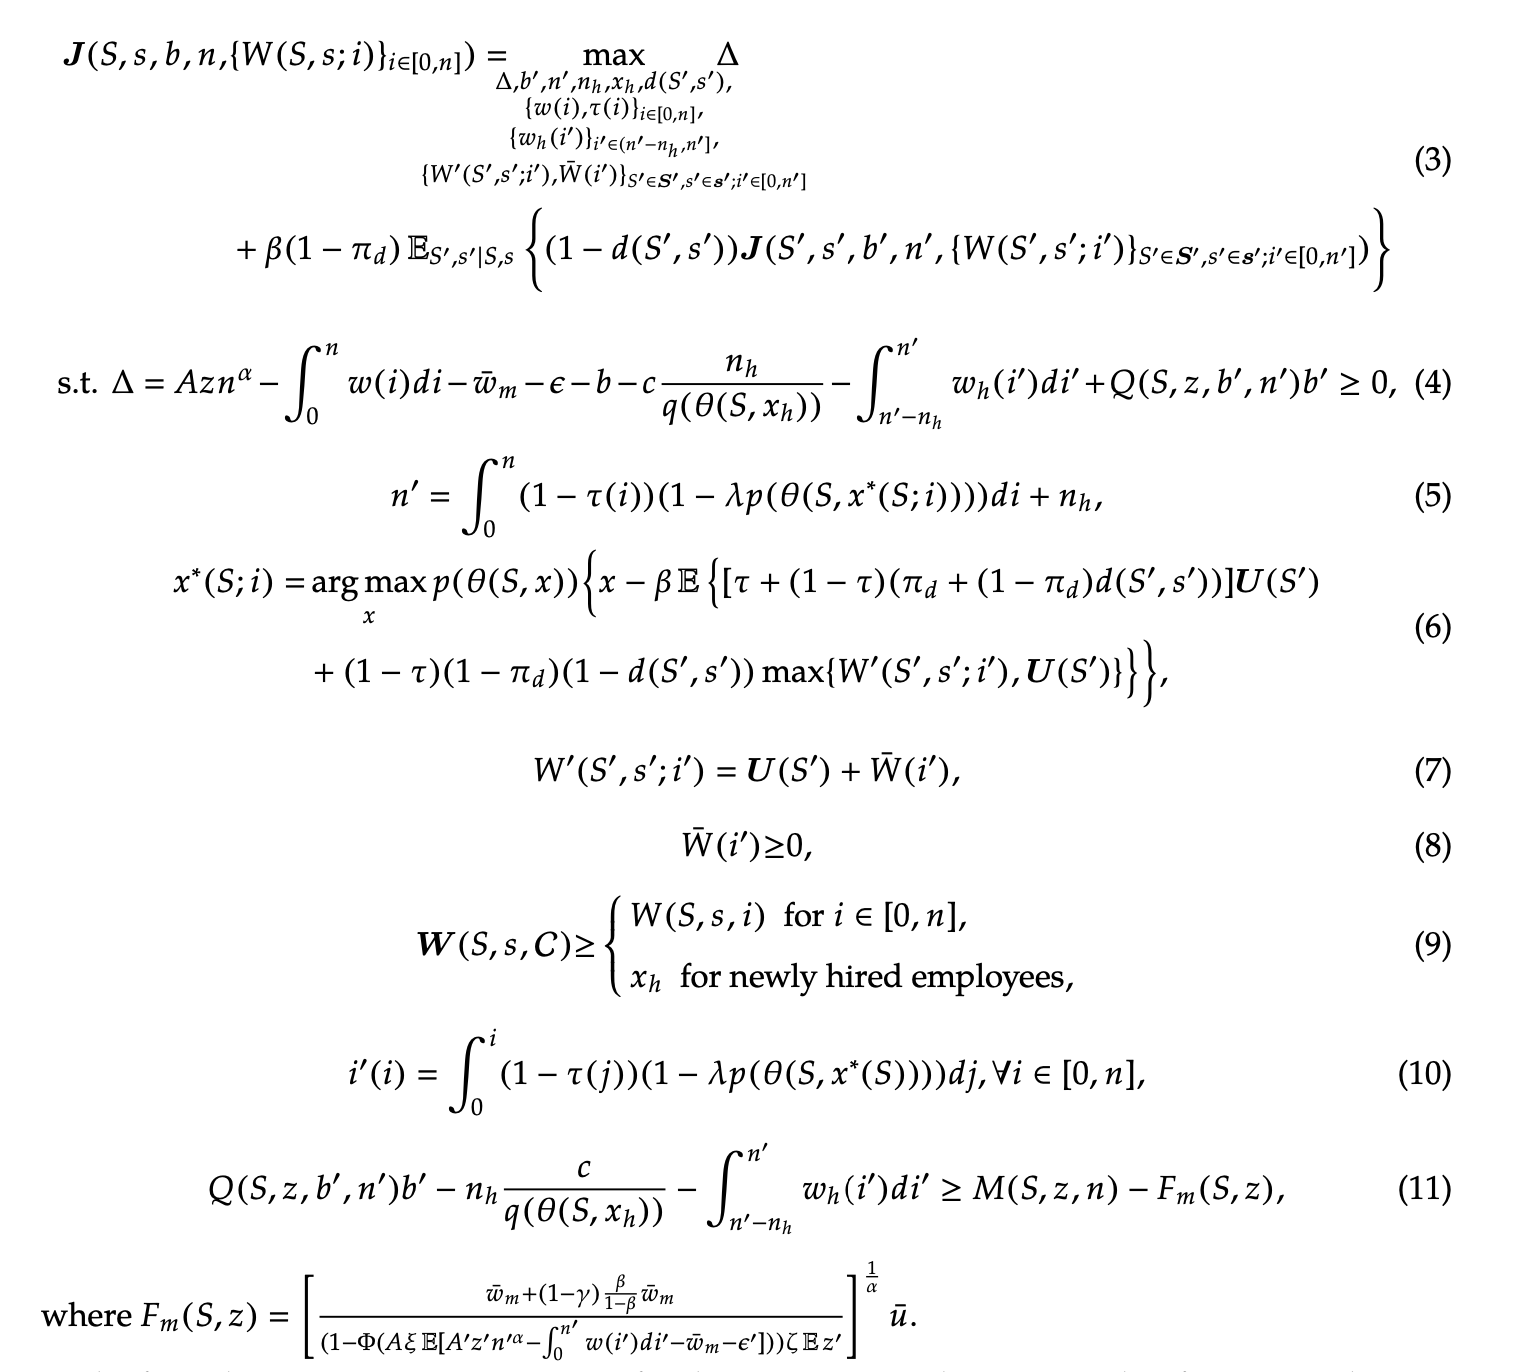 J(S, s, b, n,{W(S, s; i)}_{i∈[0,n]}) = max Δ
Δ,b′,n′,n_h,x_h,d(S′,s′),
{w(i),τ(i)}_{i∈[0,n]},
{w_h(i′)}_{i′∈(n′−n_h,n′]},
(3)
{W′(S′,s′;i′),W̄(i′)}_{S′∈S′,s′∈s′;i′∈[0,n′]}
+ β(1 − π_d) 𝔼_{S′,s′|S,s} {(1 − d(S′, s′))J(S′, s′, b′, n′, {W(S′, s′; i′)}_{S′∈S′,s′∈s′;i′∈[0,n′]})}
s.t. Δ = Azn^α − ∫_0^n w(i)di − w̄_m − ϵ − b − c n_h/q(θ(S, x_h)) − ∫_{n′−n_h}^{n′} w_h(i′)di′ + Q(S, z, b′, n′)b′ ≥ 0, (4)
n′ = ∫_0^n (1 − τ(i))(1 − λp(θ(S, x*(S; i))))di + n_h, (5)
x*(S; i) = arg max_x p(θ(S, x)){x − β 𝔼 {[τ + (1 − τ)(π_d + (1 − π_d)d(S′, s′))]U(S′)
(6)
+ (1 − τ)(1 − π_d)(1 − d(S′, s′)) max{W′(S′, s′; i′), U(S′)}}},
W′(S′, s′; i′) = U(S′) + W̄(i′), (7)
W̄(i′)≥0, (8)
W(S, s, C)≥ { W(S, s, i) for i ∈ [0, n],
(9)
x_h for newly hired employees,
i′(i) = ∫_0^i (1 − τ(j))(1 − λp(θ(S, x*(S))))dj, ∀i ∈ [0, n], (10)
Q(S, z, b′, n′)b′ − n_h c/q(θ(S, x_h)) − ∫_{n′−n_h}^{n′} w_h(i′)di′ ≥ M(S, z, n) − F_m(S, z), (11)
where F_m(S, z) = [(w̄_m+(1−γ) β/(1−β) w̄_m)/((1−Φ(Aξ 𝔼[A′z′n′^α−∫_0^{n′} w(i′)di′−w̄_m−ϵ′]))ζ 𝔼 z′)]^{1/α} ū.